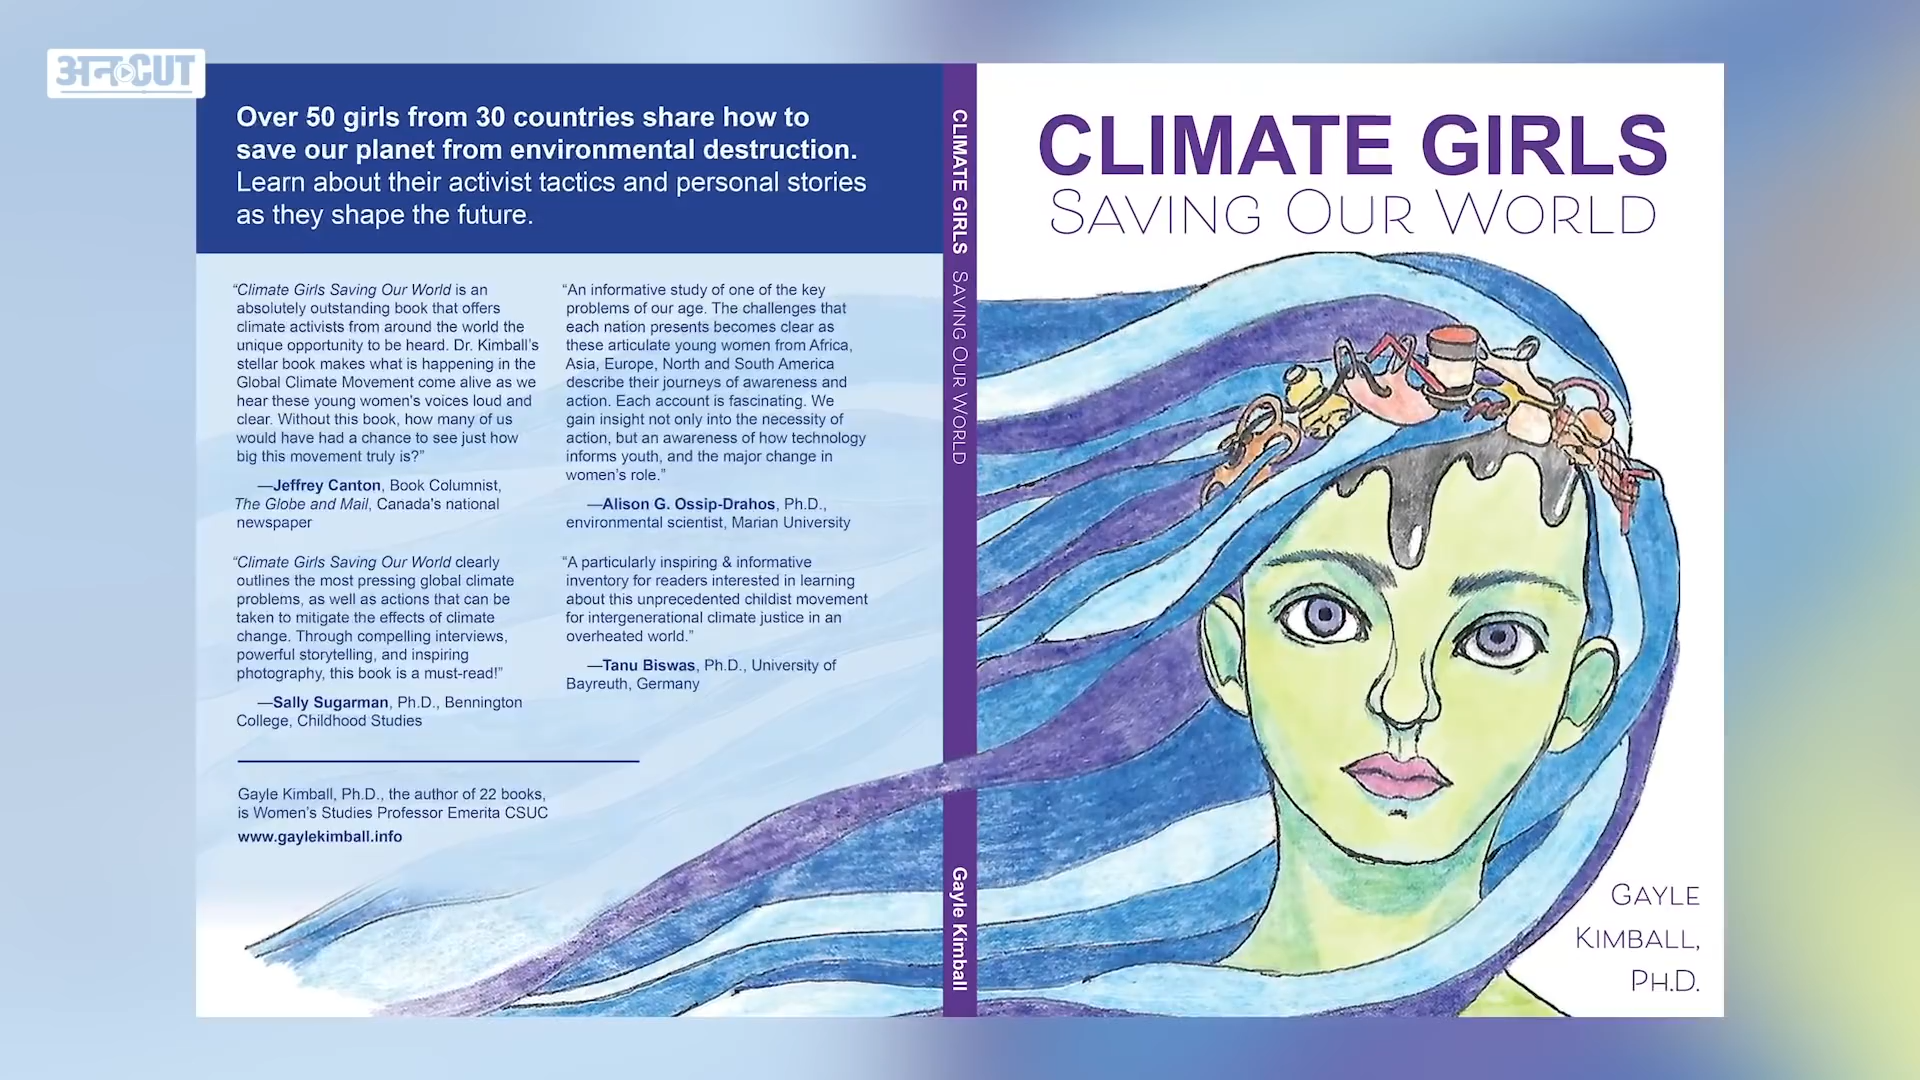 अनCUT
Over 50 girls from 30 countries share how to
save our planet from environmental destruction.
Learn about their activist tactics and personal stories
as they shape the future.
“Climate Girls Saving Our World is an
absolutely outstanding book that offers
climate activists from around the world the
unique opportunity to be heard. Dr. Kimball’s
stellar book makes what is happening in the
Global Climate Movement come alive as we
hear these young women's voices loud and
clear. Without this book, how many of us
would have had a chance to see just how
big this movement truly is?”
—Jeffrey Canton, Book Columnist,
The Globe and Mail, Canada's national
newspaper
“Climate Girls Saving Our World clearly
outlines the most pressing global climate
problems, as well as actions that can be
taken to mitigate the effects of climate
change. Through compelling interviews,
powerful storytelling, and inspiring
photography, this book is a must-read!”
—Sally Sugarman, Ph.D., Bennington
College, Childhood Studies
“An informative study of one of the key
problems of our age. The challenges that
each nation presents becomes clear as
these articulate young women from Africa,
Asia, Europe, North and South America
describe their journeys of awareness and
action. Each account is fascinating. We
gain insight not only into the necessity of
action, but an awareness of how technology
informs youth, and the major change in
women’s role.”
—Alison G. Ossip-Drahos, Ph.D.,
environmental scientist, Marian University
“A particularly inspiring & informative
inventory for readers interested in learning
about this unprecedented childist movement
for intergenerational climate justice in an
overheated world.”
—Tanu Biswas, Ph.D., University of
Bayreuth, Germany
Gayle Kimball, Ph.D., the author of 22 books,
is Women’s Studies Professor Emerita CSUC
www.gaylekimball.info
CLIMATE GIRLS SAVING OUR WORLD
Gayle Kimball
CLIMATE GIRLS
SAVING OUR WORLD
GAYLE
KIMBALL,
PH.D.